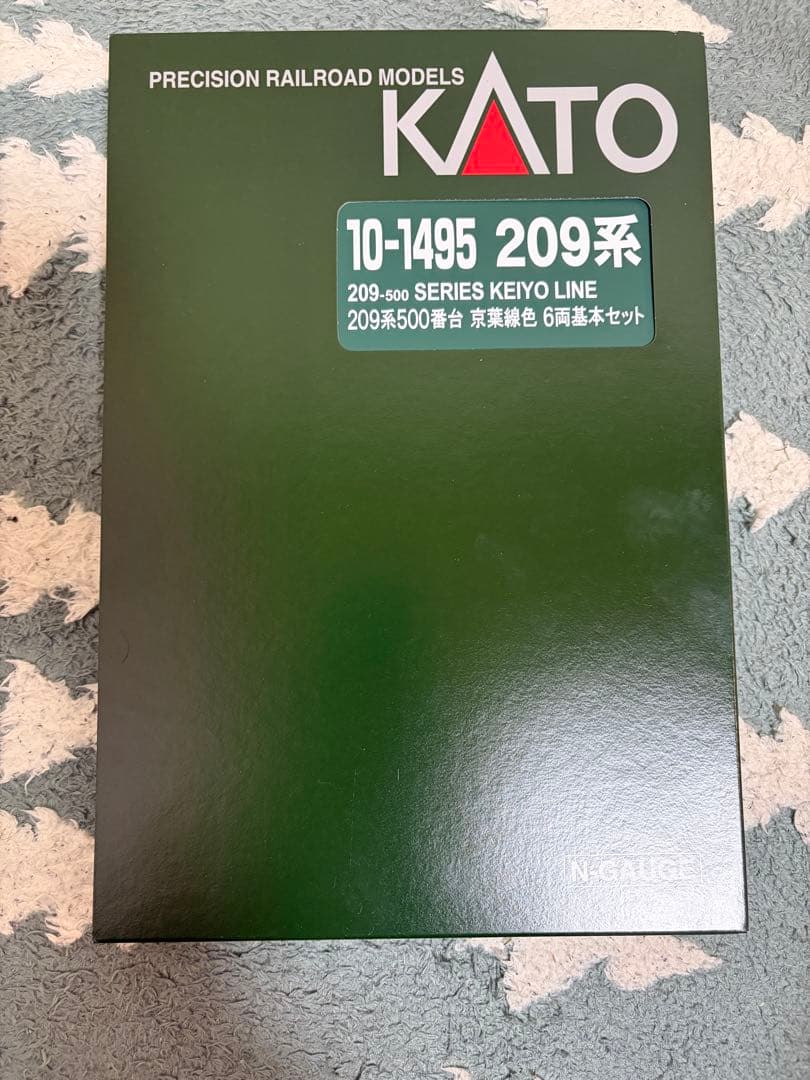 PRECISION RAILROAD MODELS
KATO
10-1495 209系
209-500 SERIES KEIYO LINE
209系500番台 京葉線色 6両基本セット
N-GAUGE